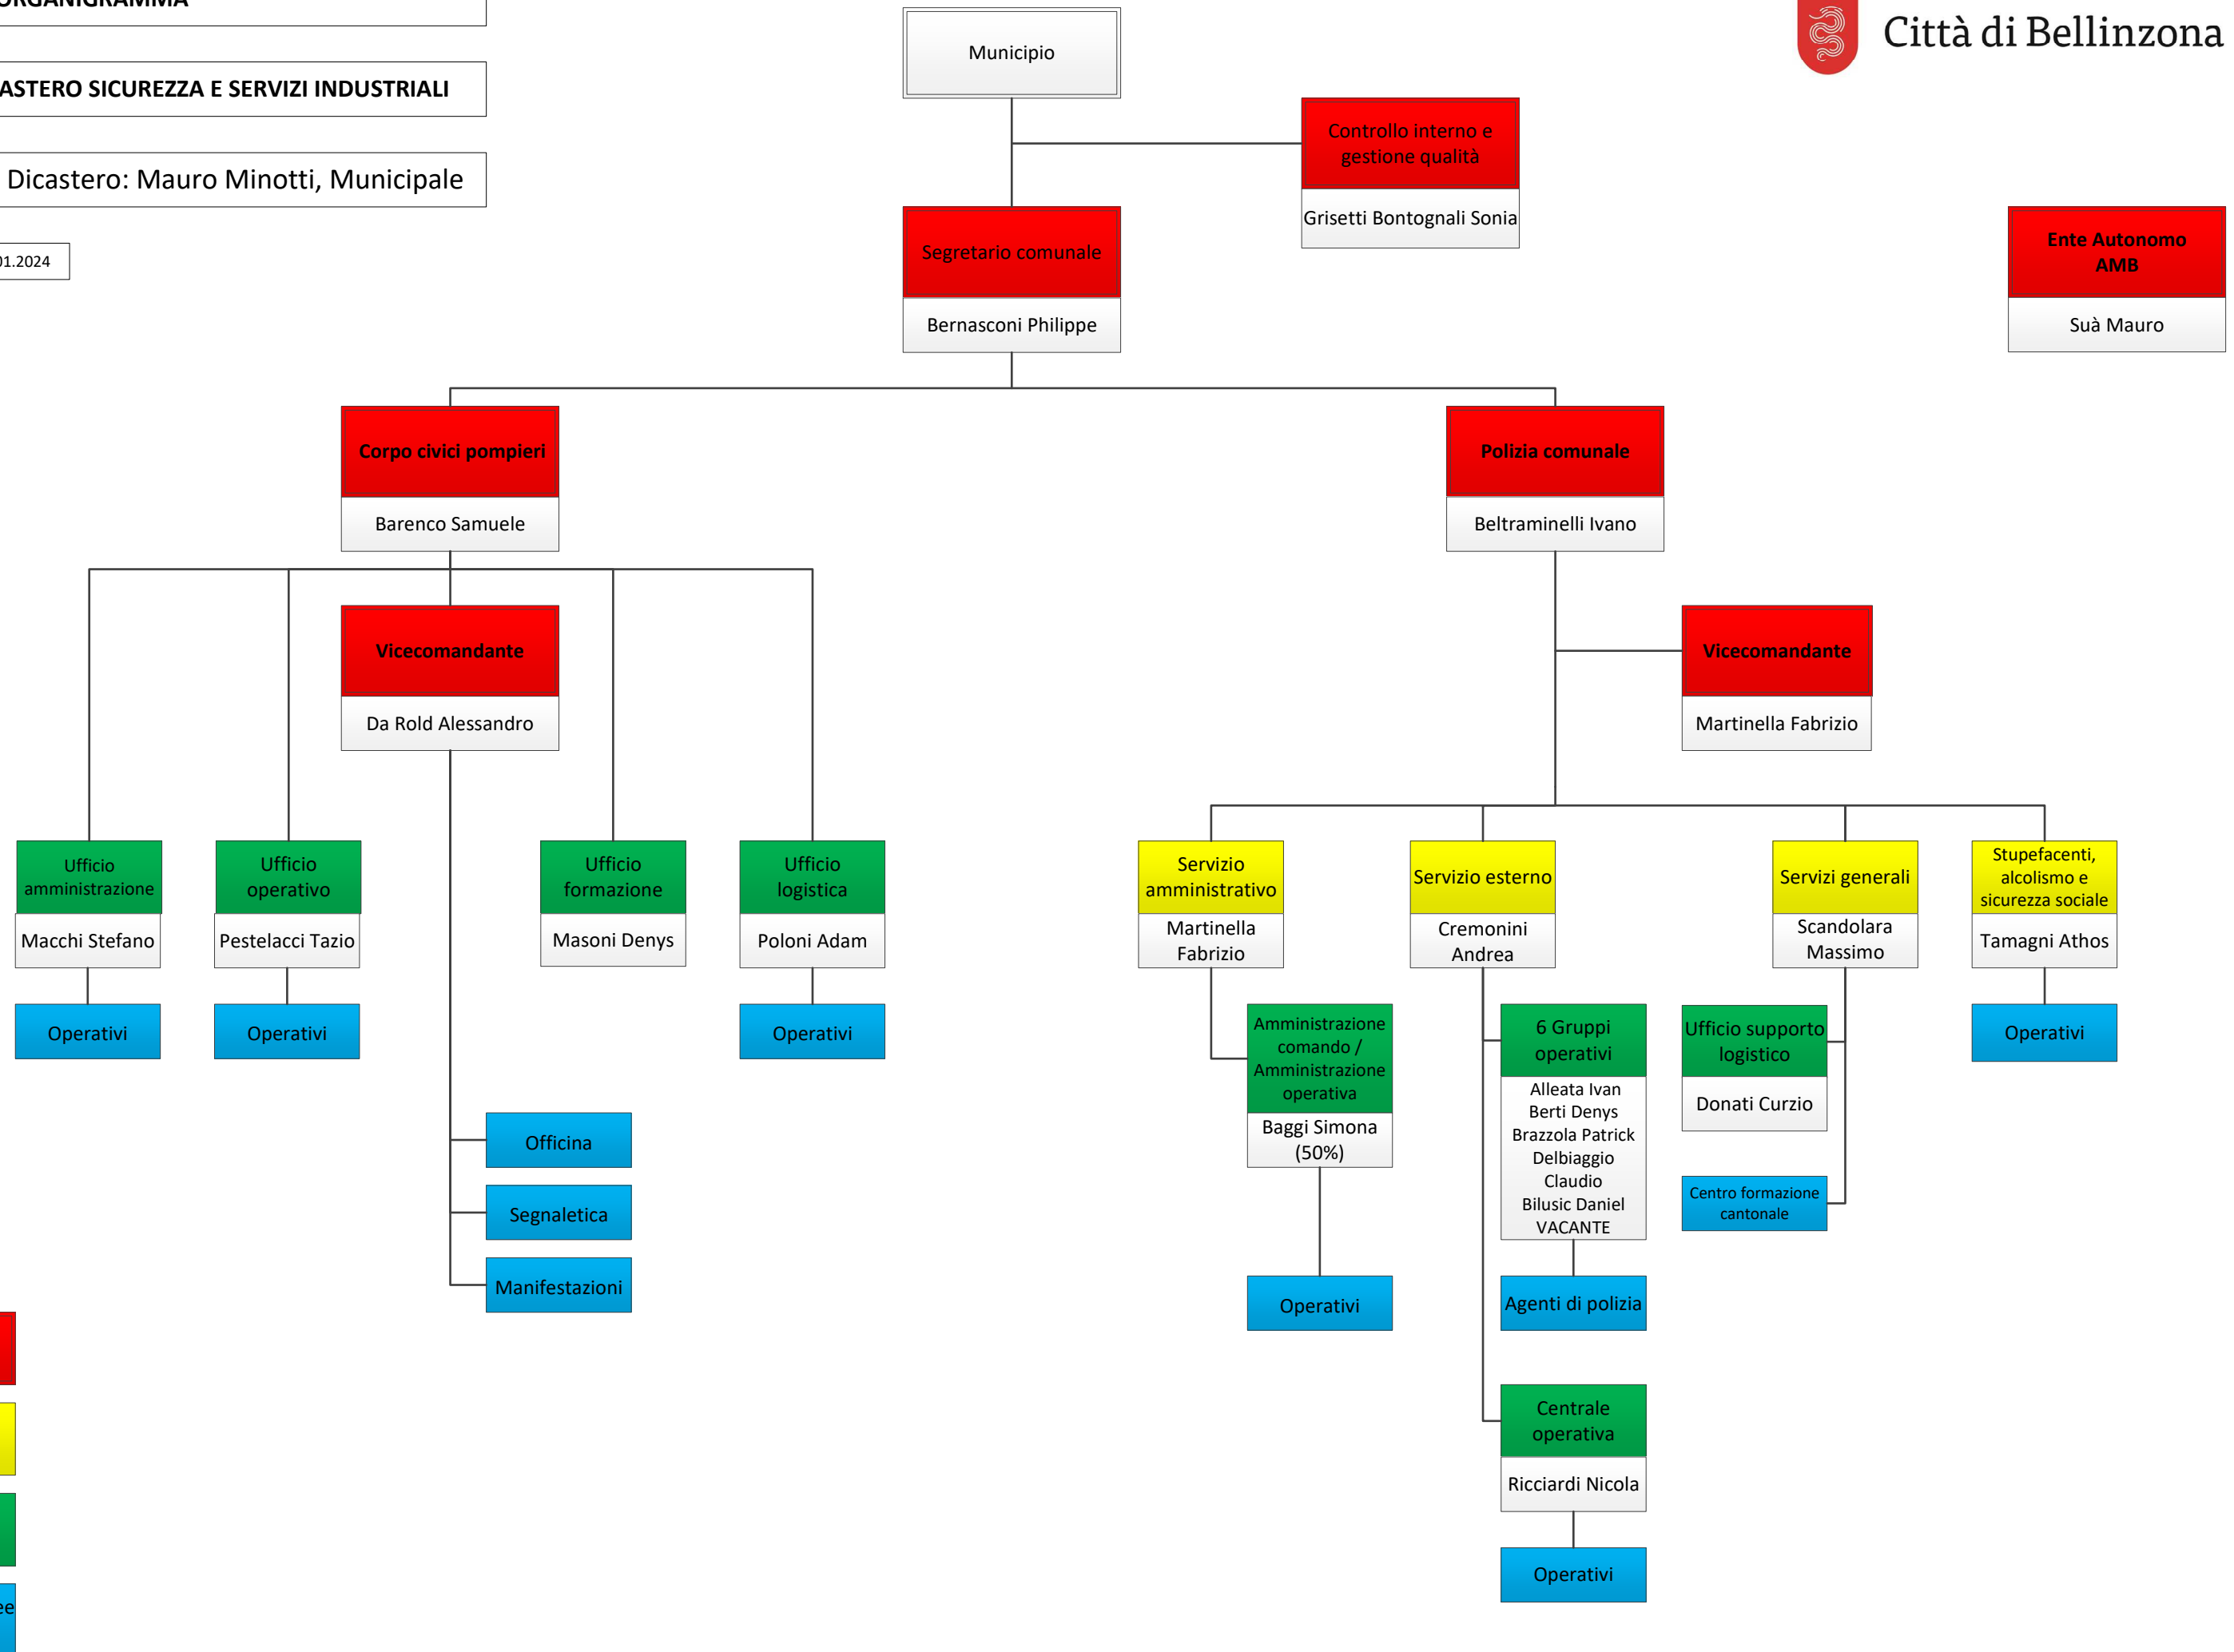 ORGANIGRAMMA
Città di Bellinzona
Municipio
ASTERO SICUREZZA E SERVIZI INDUSTRIALI
Controllo interno e
gestione qualità
Grisetti Bontognali Sonia
Dicastero: Mauro Minotti, Municipale
Segretario comunale
Bernasconi Philippe
Ente Autonomo
AMB
Suà Mauro
01.2024
Corpo civici pompieri
Barenco Samuele
Polizia comunale
Beltraminelli Ivano
Vicecomandante
Da Rold Alessandro
Vicecomandante
Martinella Fabrizio
Ufficio
amministrazione
Macchi Stefano
Operativi
Ufficio
operativo
Pestelacci Tazio
Operativi
Ufficio
formazione
Masoni Denys
Ufficio
logistica
Poloni Adam
Operativi
Officina
Segnaletica
Manifestazioni
Servizio
amministrativo
Martinella
Fabrizio
Amministrazione
comando /
Amministrazione
operativa
Baggi Simona
(50%)
Operativi
Servizio esterno
Cremonini
Andrea
6 Gruppi
operativi
Alleata Ivan
Berti Denys
Brazzola Patrick
Delbiaggio
Claudio
Bilusic Daniel
VACANTE
Agenti di polizia
Centrale
operativa
Ricciardi Nicola
Operativi
Servizi generali
Scandolara
Massimo
Ufficio supporto
logistico
Donati Curzio
Centro formazione
cantonale
Stupefacenti,
alcolismo e
sicurezza sociale
Tamagni Athos
Operativi
ee